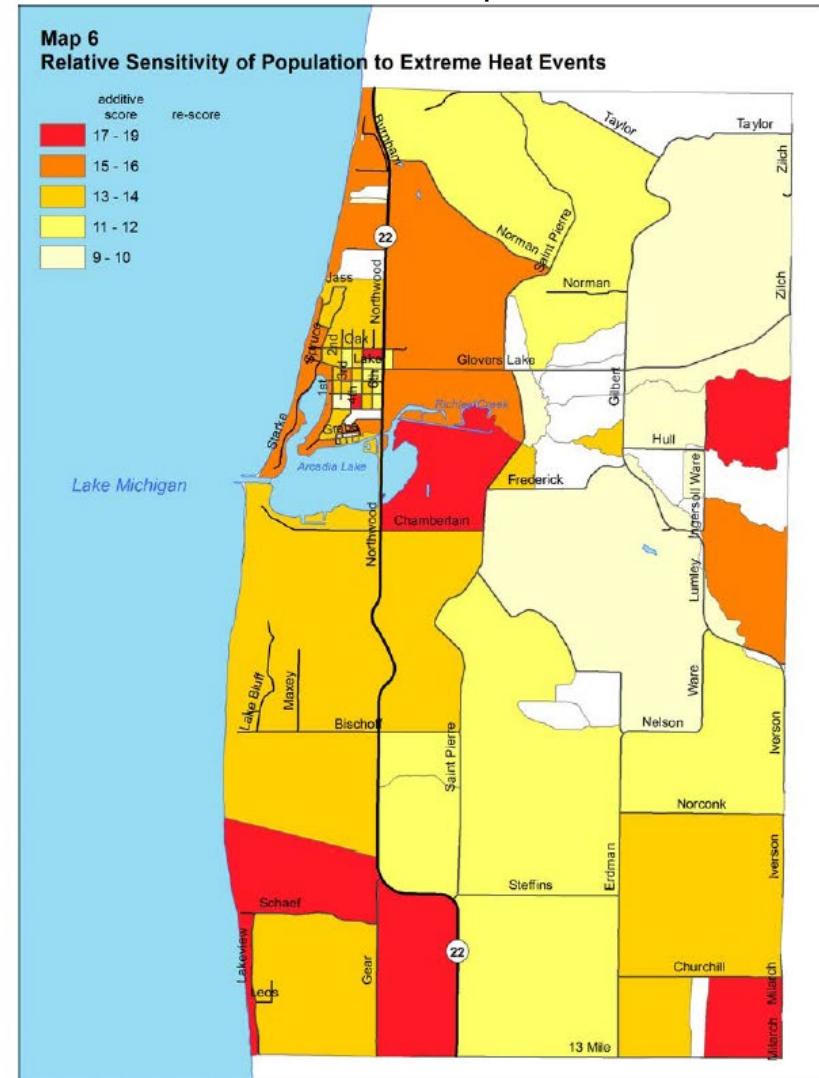 Map 6
Relative Sensitivity of Population to Extreme Heat Events
additive
score
re-score
17 - 19
15 - 16
13 - 14
11 - 12
9 - 10
Burnham
Taylor
Taylor
Zilch
22
Norman
Saint Pierre
Jass
Northwood
Norman
Zilch
Spruce
2nd
Oak
3rd
Lake
Glovers Lake
1st
4th
6th
Gilbert
Starke
Hull
Arcadia Lake
Frederick
Ingersoll Ware
Lake Michigan
Chamberlain
Northwood
Lumley
Lake Bluff
Maxey
Ware
Bischoff
Saint Pierre
Nelson
Iverson
Norconk
Erdman
Iverson
Steffins
Schaef
Lakeview
Gear
22
Churchill
Leds
Milarch
13 Mile
Milarch